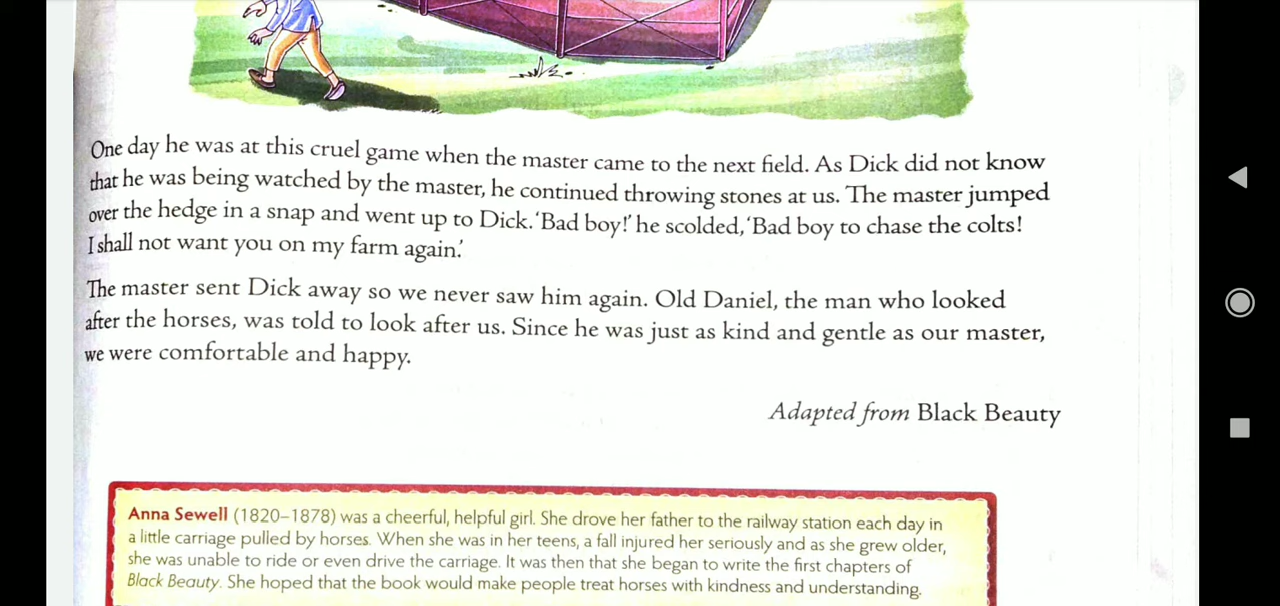 One day he was at this cruel game when the master came to the next field. As Dick did not know
that he was being watched by the master, he continued throwing stones at us. The master jumped
over the hedge in a snap and went up to Dick. ‘Bad boy!’ he scolded, ‘Bad boy to chase the colts!
I shall not want you on my farm again.’
The master sent Dick away so we never saw him again. Old Daniel, the man who looked
after the horses, was told to look after us. Since he was just as kind and gentle as our master,
we were comfortable and happy.
Adapted from Black Beauty
Anna Sewell (1820–1878) was a cheerful, helpful girl. She drove her father to the railway station each day in
a little carriage pulled by horses. When she was in her teens, a fall injured her seriously and as she grew older,
she was unable to ride or even drive the carriage. It was then that she began to write the first chapters of
Black Beauty. She hoped that the book would make people treat horses with kindness and understanding.